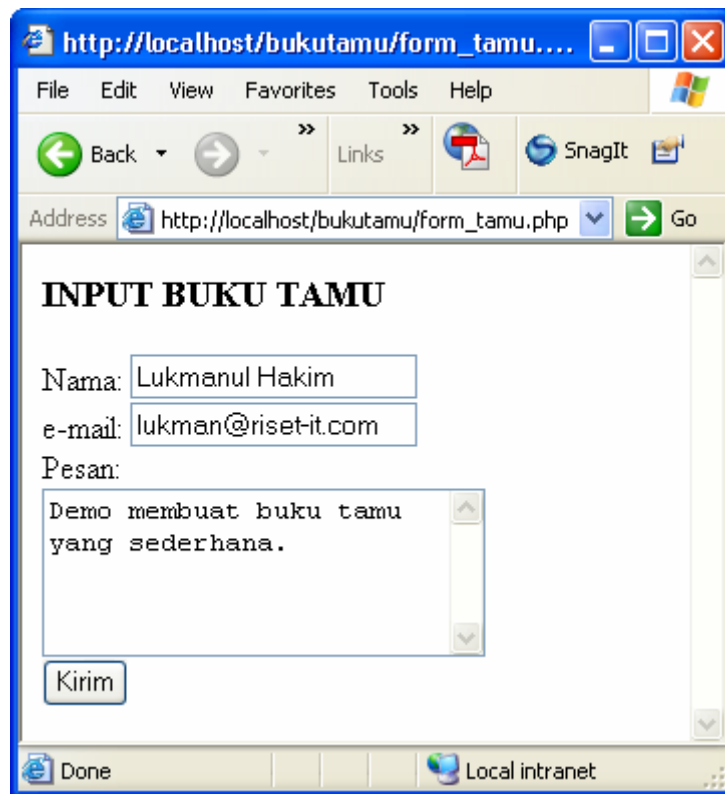 http://localhost/bukutamu/form_tamu....
File Edit View Favorites Tools Help
Back » Links » SnagIt
Address http://localhost/bukutamu/form_tamu.php Go
INPUT BUKU TAMU
Nama: Lukmanul Hakim
e-mail: lukman@riset-it.com
Pesan:
Demo membuat buku tamu
yang sederhana.
Kirim
Done Local intranet